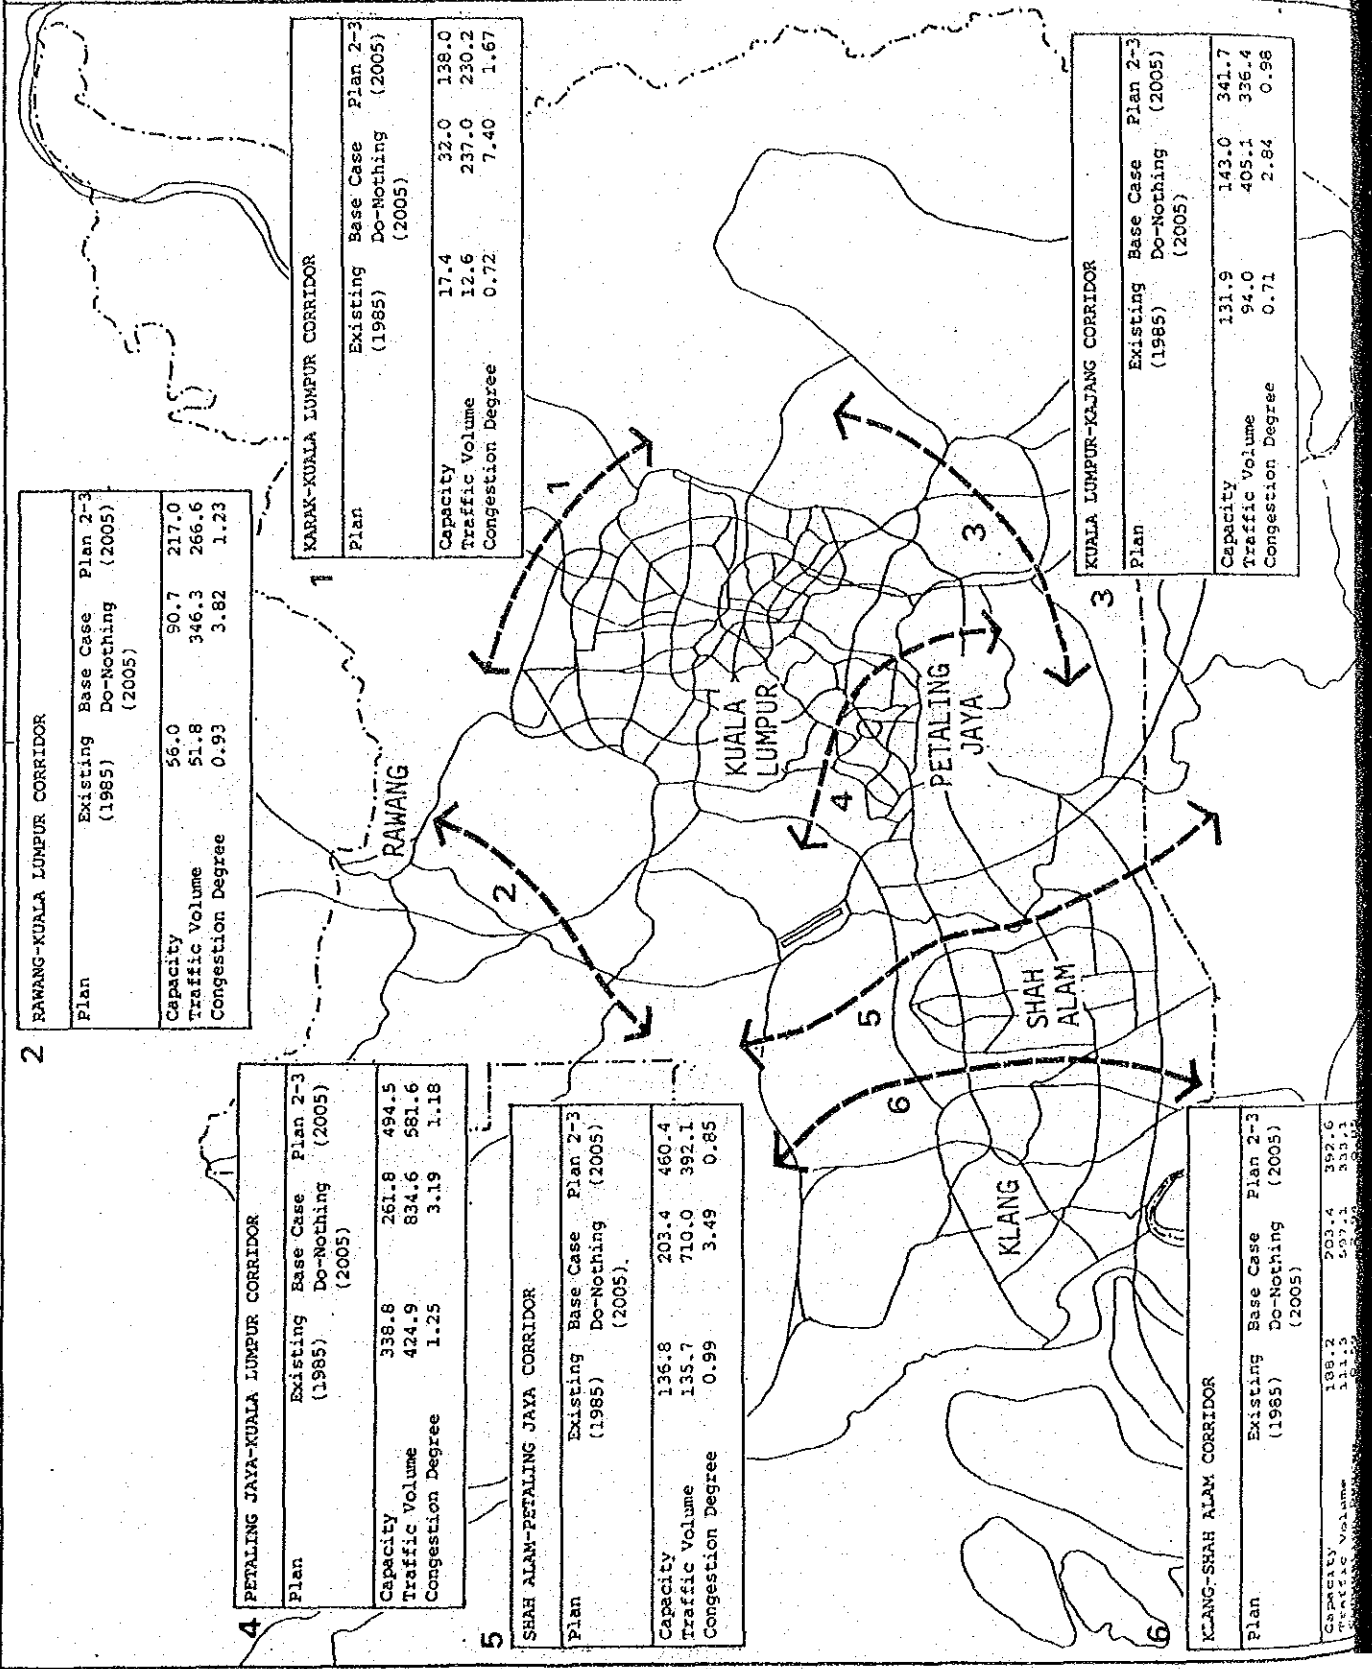 2
RAWANG-KUALA LUMPUR CORRIDOR
Plan Existing Base Case Plan 2-3
(1985) Do-Nothing (2005)
(2005)
Capacity 56.0 90.7 217.0
Traffic Volume 51.8 346.3 266.6
Congestion Degree 0.93 3.82 1.23
1
KARAK-KUALA LUMPUR CORRIDOR
Plan Existing Base Case Plan 2-3
(1985) Do-Nothing (2005)
(2005)
Capacity 17.4 32.0 138.0
Traffic Volume 12.6 237.0 230.2
Congestion Degree 0.72 7.40 1.67
4 PETALING JAYA-KUALA LUMPUR CORRIDOR
Plan Existing Base Case Plan 2-3
(1985) Do-Nothing (2005)
(2005)
Capacity 338.8 261.8 494.5
Traffic Volume 424.9 834.6 581.6
Congestion Degree 1.25 3.19 1.18
5
SHAH ALAM-PETALING JAYA CORRIDOR
Plan Existing Base Case Plan 2-3
(1985) Do-Nothing (2005)
(2005).
Capacity 136.8 203.4 460.4
Traffic Volume 135.7 710.0 392.1
Congestion Degree 0.99 3.49 0.85
RAWANG
2
1
KUALA
LUMPUR
4
PETALING
JAYA
3
5
SHAH
ALAM
6
KLANG
3
KUALA LUMPUR-KAJANG CORRIDOR
Plan Existing Base Case Plan 2-3
(1985) Do-Nothing (2005)
(2005)
Capacity 131.9 143.0 341.7
Traffic Volume 94.0 405.1 336.4
Congestion Degree 0.71 2.84 0.98
6
KLANG-SHAH ALAM CORRIDOR
Plan Existing Base Case Plan 2-3
(1985) Do-Nothing (2005)
(2005)
Capacity 138.2 203.4 392.6
Traffic Volume